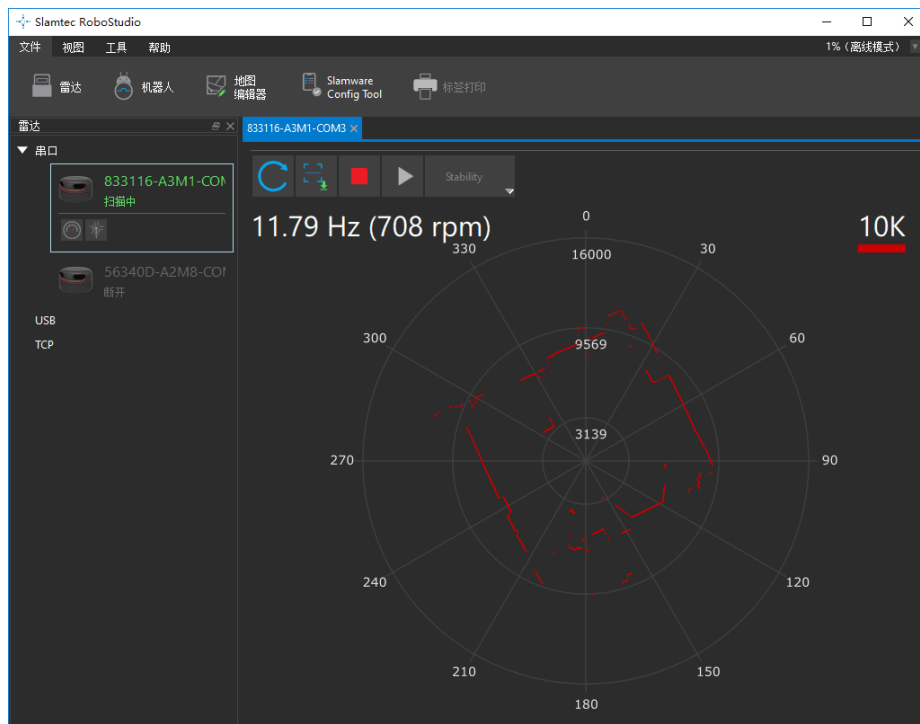 Slamtec RoboStudio
文件 视图 工具 帮助 1% (离线模式)
雷达 机器人 地图编辑器 Slamware Config Tool 标签打印
雷达 833116-A3M1-COM3
串口
833116-A3M1-CO
扫描中
Stability
11.79 Hz (708 rpm) 10K
56340D-A2M8-CO
断开
USB
TCP
0
330 30
16000
300 60
9569
3139
270 90
240 120
210 150
180